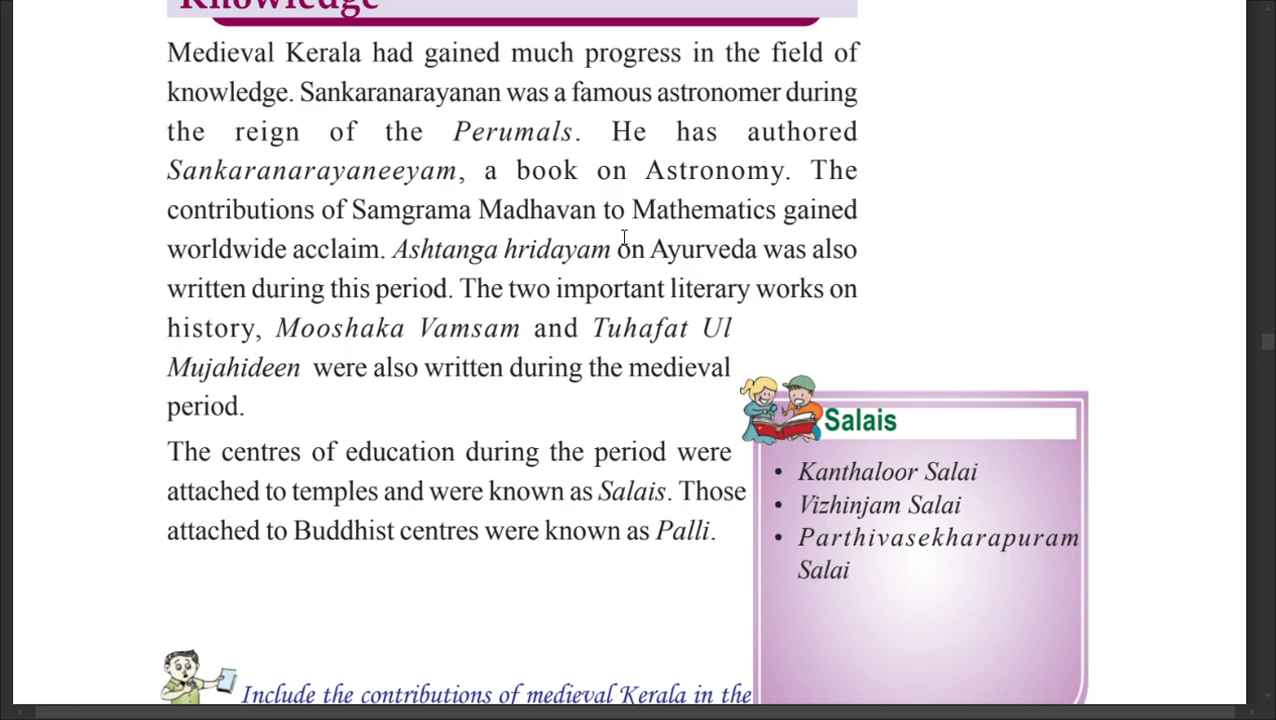 Knowledge
Medieval Kerala had gained much progress in the field of
knowledge. Sankaranarayanan was a famous astronomer during
the reign of the Perumals. He has authored
Sankaranarayaneeyam, a book on Astronomy. The
contributions of Samgrama Madhavan to Mathematics gained
worldwide acclaim. Ashtanga hridayam on Ayurveda was also
written during this period. The two important literary works on
history, Mooshaka Vamsam and Tuhafat Ul
Mujahideen were also written during the medieval
period.
The centres of education during the period were
attached to temples and were known as Salais. Those
attached to Buddhist centres were known as Palli.
Salais
• Kanthaloor Salai
• Vizhinjam Salai
• Parthivasekharapuram
Salai
Include the contributions of medieval Kerala in the